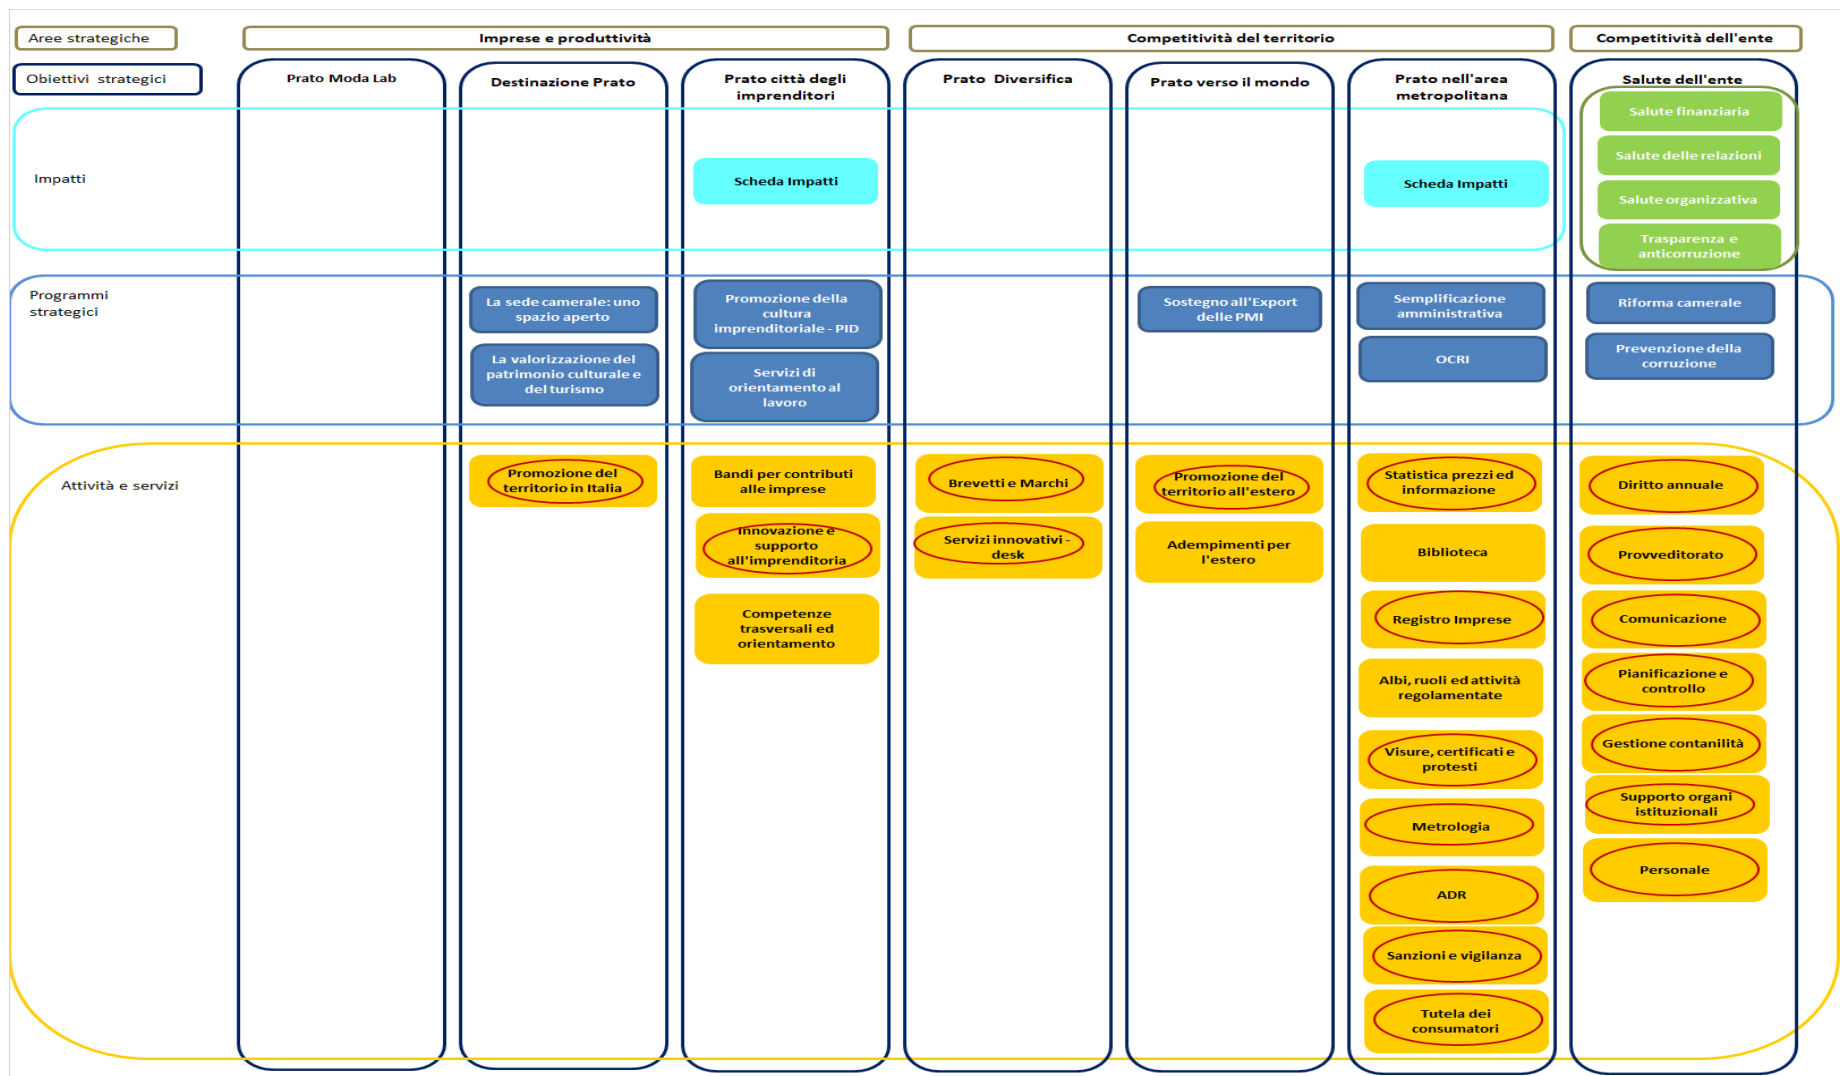 Aree strategiche
Imprese e produttività
Competitività del territorio
Competitività dell'ente
Obiettivi strategici
Prato Moda Lab
Destinazione Prato
Prato città degli
imprenditori
Prato Diversifica
Prato verso il mondo
Prato nell'area
metropolitana
Salute dell'ente
Impatti
Scheda Impatti
Scheda Impatti
Salute finanziaria
Salute delle relazioni
Salute organizzativa
Trasparenza e
anticorruzione
Programmi
strategici
La sede camerale: uno
spazio aperto
La valorizzazione del
patrimonio culturale e
del turismo
Promozione della
cultura
imprenditoriale - PID
Servizi di
orientamento al
lavoro
Sostegno all'Export
delle PMI
Semplificazione
amministrativa
OCRI
Riforma camerale
Prevenzione della
corruzione
Attività e servizi
Promozione del
territorio in Italia
Bandi per contributi
alle imprese
Innovazione e
supporto
all'imprenditoria
Competenze
trasversali ed
orientamento
Brevetti e Marchi
Servizi innovativi -
desk
Promozione del
territorio all'estero
Adempimenti per
l'estero
Statistica prezzi ed
informazione
Biblioteca
Registro Imprese
Albi, ruoli ed attività
regolamentate
Visure, certificati e
protesti
Metrologia
ADR
Sanzioni e vigilanza
Tutela dei
consumatori
Diritto annuale
Provveditorato
Comunicazione
Pianificazione e
controllo
Gestione contanilità
Supporto organi
istituzionali
Personale